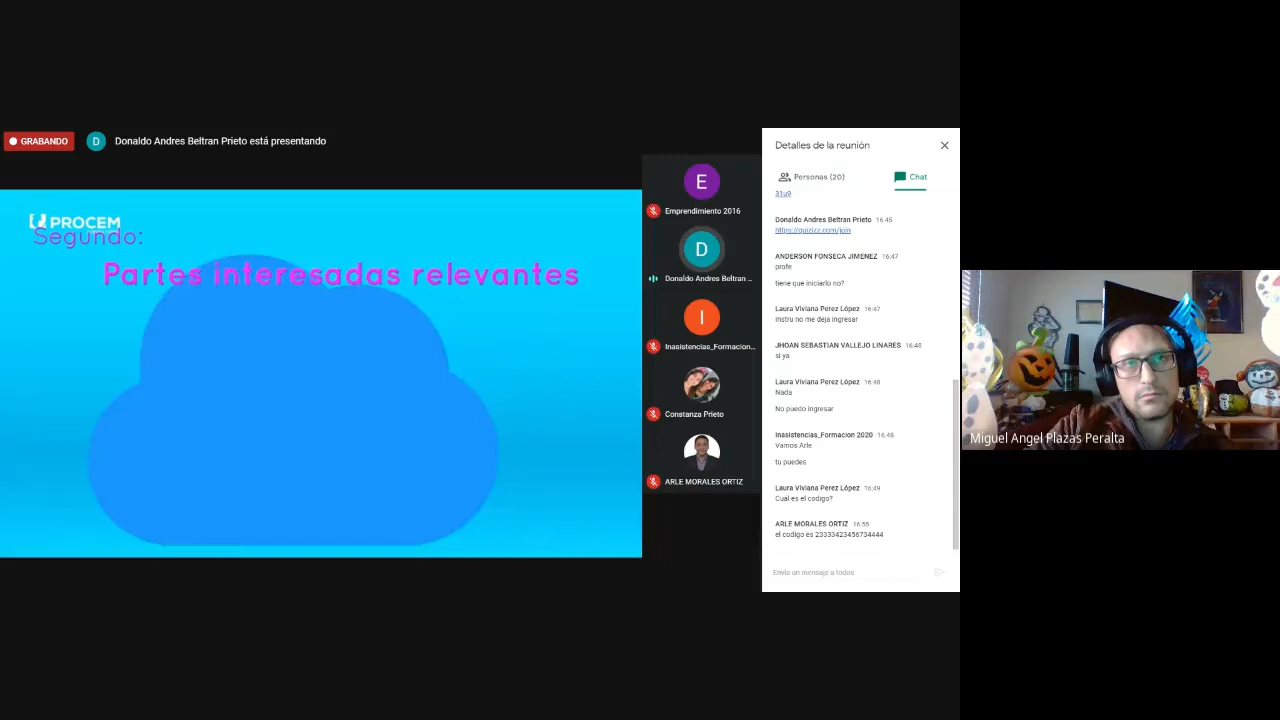 GRABANDO
D
Donaldo Andres Beltran Prieto está presentando
PROCEM
Segundo:
Partes interesadas relevantes
E
Emprendimiento 2016
D
Donaldo Andres Beltran ...
I
Inasistencias_Formacion...
Constanza Prieto
ARLE MORALES ORTIZ
Detalles de la reunión
Personas (20)
Chat
31u9
Donaldo Andres Beltran Prieto 16:45
https://quizizz.com/join
ANDERSON FONSECA JIMENEZ 16:47
profe
tiene que iniciarlo no?
Laura Viviana Perez López 16:47
Instru no me deja ingresar
JHOAN SEBASTIAN VALLEJO LINARES 16:48
si ya
Laura Viviana Perez López 16:48
Nada
No puedo ingresar
Inasistencias_Formacion 2020 16:48
Vamos Arle
tu puedes
Laura Viviana Perez López 16:49
Cuál es el codigo?
ARLE MORALES ORTIZ 16:55
el codigo es 23333423456734444
Envía un mensaje a todos
Miguel Angel Plazas Peralta